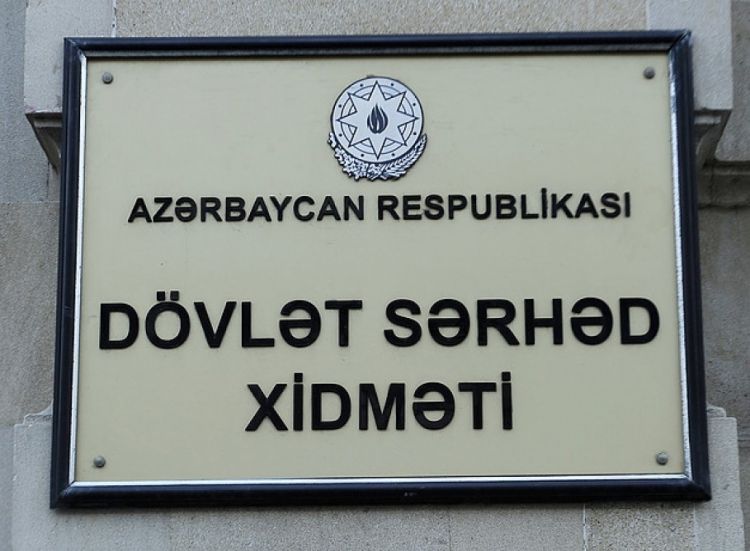 AZƏRBAYCAN RESPUBLİKASI
DÖVLƏT SƏRHƏD
XİDMƏTİ